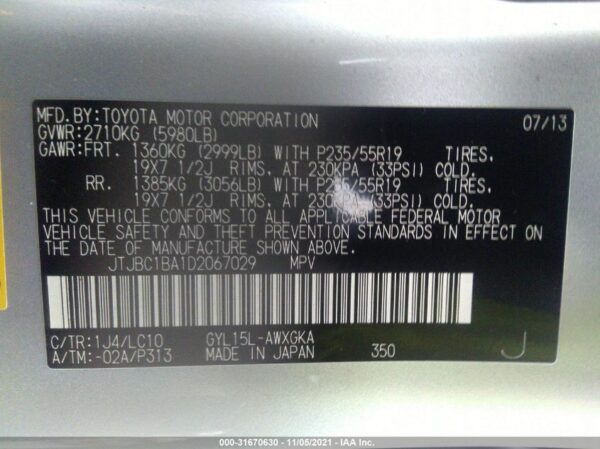 MFD.BY:TOYOTA MOTOR CORPORATION 07/13
GVWR:2710KG (5980LB)
GAWR:FRT. 1360KG (2999LB) WITH P235/55R19 TIRES,
19X7 1/2J RIMS, AT 230KPA (33PSI) COLD.
RR. 1385KG (3056LB) WITH P235/55R19 TIRES,
19X7 1/2J RIMS, AT 230KPA (33PSI) COLD.
THIS VEHICLE CONFORMS TO ALL APPLICABLE FEDERAL MOTOR
VEHICLE SAFETY AND THEFT PREVENTION STANDARDS IN EFFECT ON
THE DATE OF MANUFACTURE SHOWN ABOVE.
JTJBC1BA1D2067029 MPV
C/TR:1J4/LC10 GYL15L-AWXGKA
A/TM:-02A/P313 MADE IN JAPAN 350 J
000-31670630 - 11/05/2021 - IAA Inc.